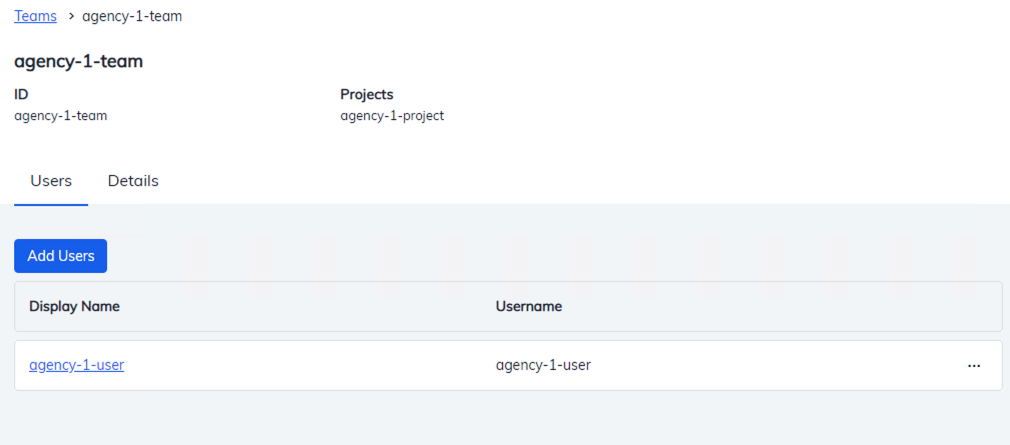 Teams > agency-1-team
agency-1-team
ID Projects
agency-1-team agency-1-project
Users Details
Add Users
Display Name Username
agency-1-user agency-1-user ...